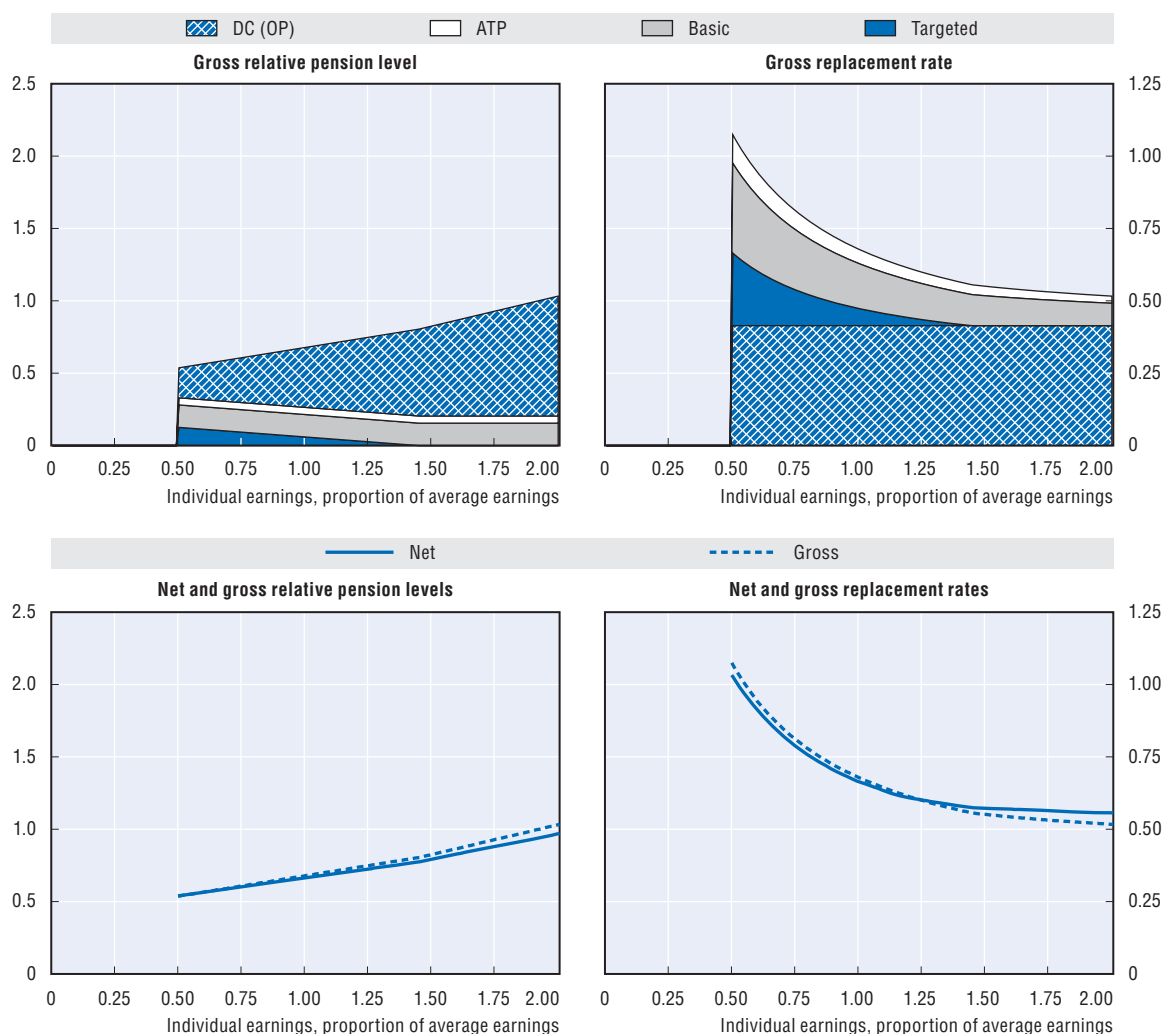 DC (OP) ATP Basic Targeted
Gross relative pension level
2.5
2.0
1.5
1.0
0.5
0
0 0.25 0.50 0.75 1.00 1.25 1.50 1.75 2.00
Individual earnings, proportion of average earnings
Gross replacement rate
1.25
1.00
0.75
0.50
0.25
0
0 0.25 0.50 0.75 1.00 1.25 1.50 1.75 2.00
Individual earnings, proportion of average earnings
Net Gross
Net and gross relative pension levels
2.5
2.0
1.5
1.0
0.5
0
0 0.25 0.50 0.75 1.00 1.25 1.50 1.75 2.00
Individual earnings, proportion of average earnings
Net and gross replacement rates
1.25
1.00
0.75
0.50
0.25
0
0 0.25 0.50 0.75 1.00 1.25 1.50 1.75 2.00
Individual earnings, proportion of average earnings